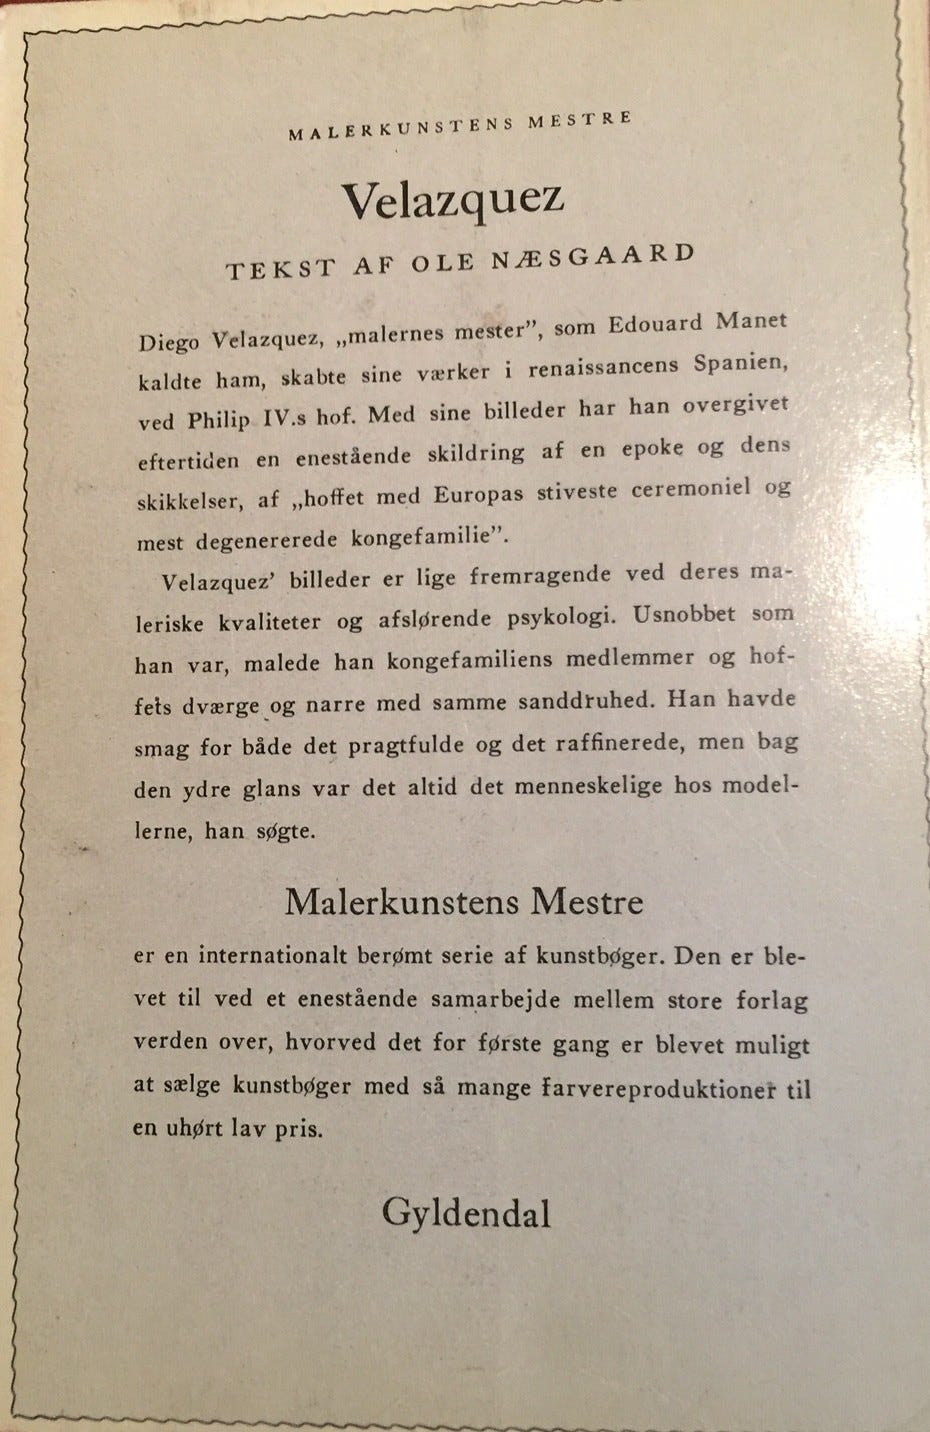 MALERKUNSTENS MESTRE
Velazquez
TEKST AF OLE NÆSGAARD
Diego Velazquez, „malernes mester”, som Edouard Manet
kaldte ham, skabte sine værker i renaissancens Spanien,
ved Philip IV.s hof. Med sine billeder har han overgivet
eftertiden en enestående skildring af en epoke og dens
skikkelser, af „hoffet med Europas stiveste ceremoniel og
mest degenererede kongefamilie”.
Velazquez’ billeder er lige fremragende ved deres ma-
leriske kvaliteter og afslørende psykologi. Usnobbet som
han var, malede han kongefamiliens medlemmer og hof-
fets dværge og narre med samme sanddruhed. Han havde
smag for både det pragtfulde og det raffinerede, men bag
den ydre glans var det altid det menneskelige hos model-
lerne, han søgte.
Malerkunstens Mestre
er en internationalt berømt serie af kunstbøger. Den er ble-
vet til ved et enestående samarbejde mellem store forlag
verden over, hvorved det for første gang er blevet muligt
at sælge kunstbøger med så mange farvereproduktioner til
en uhørt lav pris.
Gyldendal